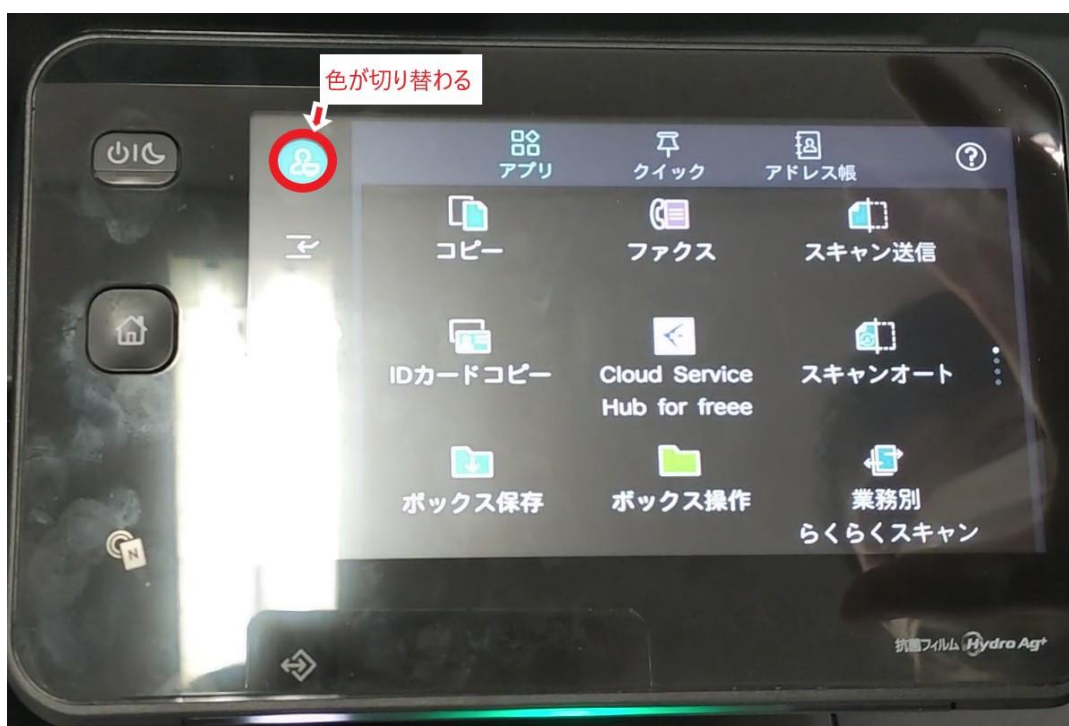 色が切り替わる
アプリ
クイック
アドレス帳
?
コピー
ファクス
スキャン送信
IDカードコピー
Cloud Service
Hub for freee
スキャンオート
ボックス保存
ボックス操作
業務別
らくらくスキャン
N
抗菌フィルム Hydro Ag+